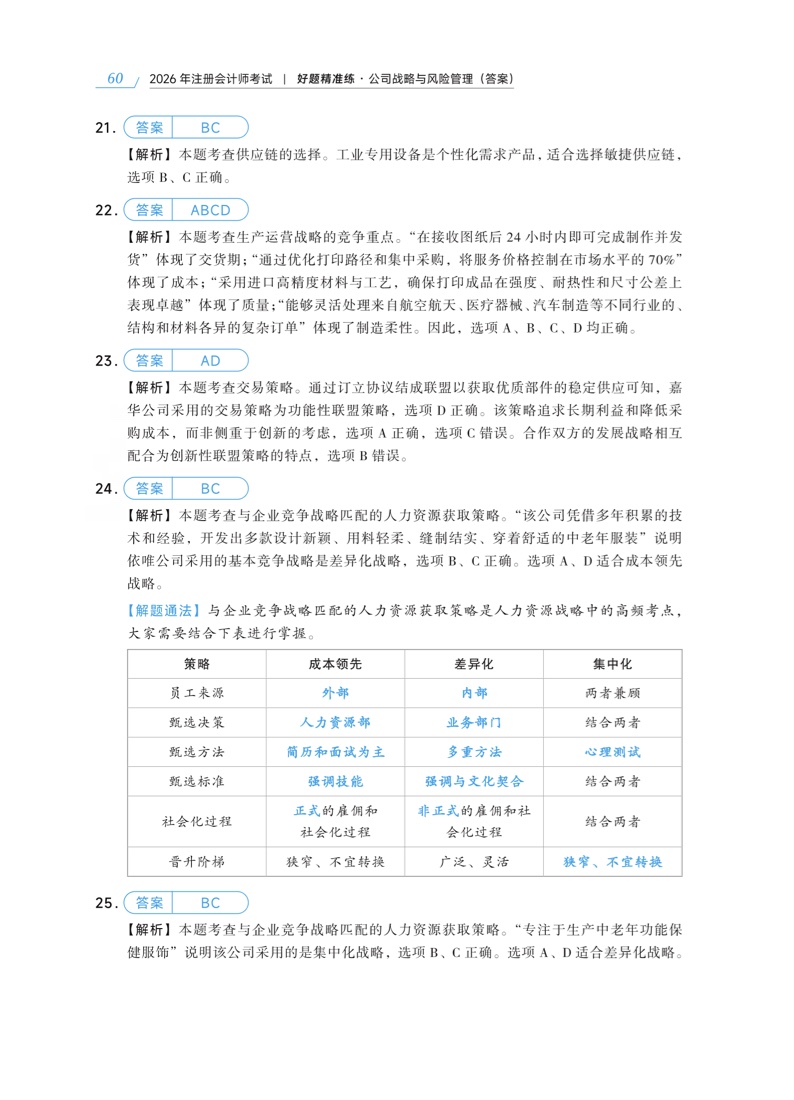 60 2026 年注册会计师考试 | 好题精准练·公司战略与风险管理（答案）
21. 答案 BC
【解析】本题考查供应链的选择。工业专用设备是个性化需求产品，适合选择敏捷供应链，
选项 B、C 正确。
22. 答案 ABCD
【解析】本题考查生产运营战略的竞争重点。“在接收图纸后 24 小时内即可完成制作并发
货”体现了交货期；“通过优化打印路径和集中采购，将服务价格控制在市场水平的 70%”
体现了成本；“采用进口高精度材料与工艺，确保打印成品在强度、耐热性和尺寸公差上
表现卓越”体现了质量；“能够灵活处理来自航空航天、医疗器械、汽车制造等不同行业的、
结构和材料各异的复杂订单”体现了制造柔性。因此，选项 A、B、C、D 均正确。
23. 答案 AD
【解析】本题考查交易策略。通过订立协议结成联盟以获取优质部件的稳定供应可知，嘉
华公司采用的交易策略为功能性联盟策略，选项 D 正确。该策略追求长期利益和降低采
购成本，而非侧重于创新的考虑，选项 A 正确，选项 C 错误。合作双方的发展战略相互
配合为创新性联盟策略的特点，选项 B 错误。
24. 答案 BC
【解析】本题考查与企业竞争战略匹配的人力资源获取策略。“该公司凭借多年积累的技
术和经验，开发出多款设计新颖、用料轻柔、缝制结实、穿着舒适的中老年服装”说明
依唯公司采用的基本竞争战略是差异化战略，选项 B、C 正确。选项 A、D 适合成本领先
战略。
【解题通法】与企业竞争战略匹配的人力资源获取策略是人力资源战略中的高频考点，
大家需要结合下表进行掌握。
策略 成本领先 差异化 集中化
员工来源 外部 内部 两者兼顾
甄选决策 人力资源部 业务部门 结合两者
甄选方法 简历和面试为主 多重方法 心理测试
甄选标准 强调技能 强调与文化契合 结合两者
社会化过程 正式的雇佣和 非正式的雇佣和社 结合两者
社会化过程 会化过程
晋升阶梯 狭窄、不宜转换 广泛、灵活 狭窄、不宜转换
25. 答案 BC
【解析】本题考查与企业竞争战略匹配的人力资源获取策略。“专注于生产中老年功能保
健服饰”说明该公司采用的是集中化战略，选项 B、C 正确。选项 A、D 适合差异化战略。